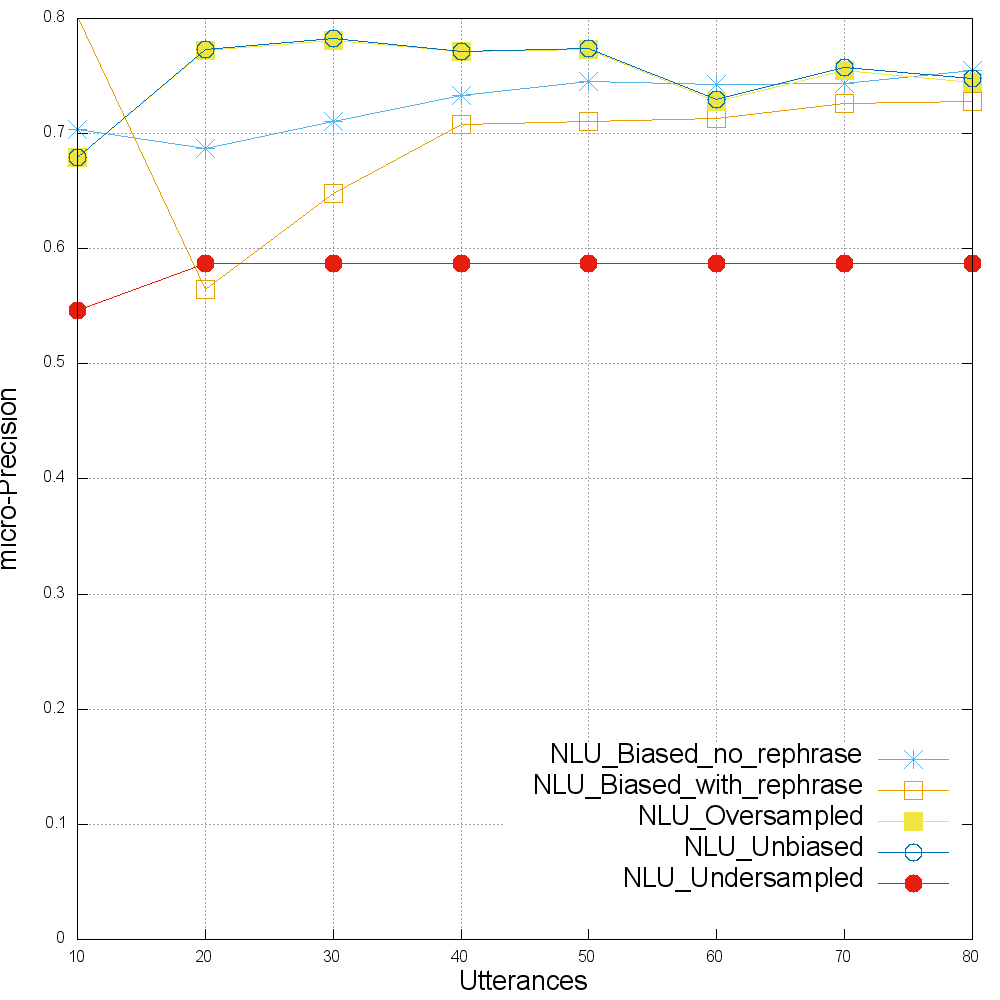 0.8
0.7
0.6
0.5
0.4
0.3
0.2
0.1
0
micro-Precision
NLU_Biased_no_rephrase
NLU_Biased_with_rephrase
NLU_Oversampled
NLU_Unbiased
NLU_Undersampled
10 20 30 40 50 60 70 80
Utterances